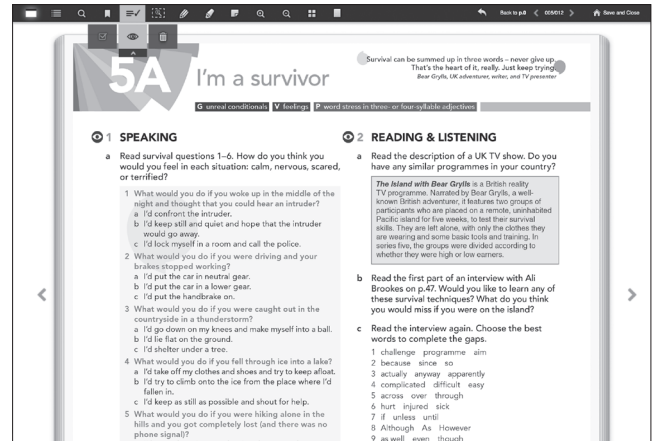 Back to p.8
005/012
Save and Close
5A
I'm a survivor
Survival can be summed up in three words – never give up.
That's the heart of it, really. Just keep trying.
Bear Grylls, UK adventurer, writer, and TV presenter
G unreal conditionals V feelings P word stress in three- or four-syllable adjectives
1 SPEAKING
a Read survival questions 1–6. How do you think you
would you feel in each situation: calm, nervous, scared,
or terrified?
1 What would you do if you woke up in the middle of the
night and thought that you could hear an intruder?
a I'd confront the intruder.
b I'd keep still and quiet and hope that the intruder
would go away.
c I'd lock myself in a room and call the police.
2 What would you do if you were driving and your
brakes stopped working?
a I'd put the car in neutral gear.
b I'd put the car in a lower gear.
c I'd put the handbrake on.
3 What would you do if you were caught out in the
countryside in a thunderstorm?
a I'd go down on my knees and make myself into a ball.
b I'd lie flat on the ground.
c I'd shelter under a tree.
4 What would you do if you fell through ice into a lake?
a I'd take off my clothes and shoes and try to keep afloat.
b I'd try to climb onto the ice from the place where I'd
fallen in.
c I'd keep as still as possible and shout for help.
5 What would you do if you were hiking alone in the
hills and you got completely lost (and there was no
phone signal)?
2 READING & LISTENING
a Read the description of a UK TV show. Do you
have any similar programmes in your country?
The Island with Bear Grylls is a British reality
TV programme. Narrated by Bear Grylls, a well-
known British adventurer, it features two groups of
participants who are placed on a remote, uninhabited
Pacific island for five weeks, to test their survival
skills. They are left alone, with only the clothes they
are wearing and some basic tools and training. In
series five, the groups were divided according to
whether they were high or low earners.
b Read the first part of an interview with Ali
Brookes on p.47. Would you like to learn any of
these survival techniques? What do you think
you would miss if you were on the island?
c Read the interview again. Choose the best
words to complete the gaps.
1 challenge programme aim
2 because since so
3 actually anyway apparently
4 complicated difficult easy
5 across over through
6 hurt injured sick
7 if unless until
8 Although As However
9 as well even though